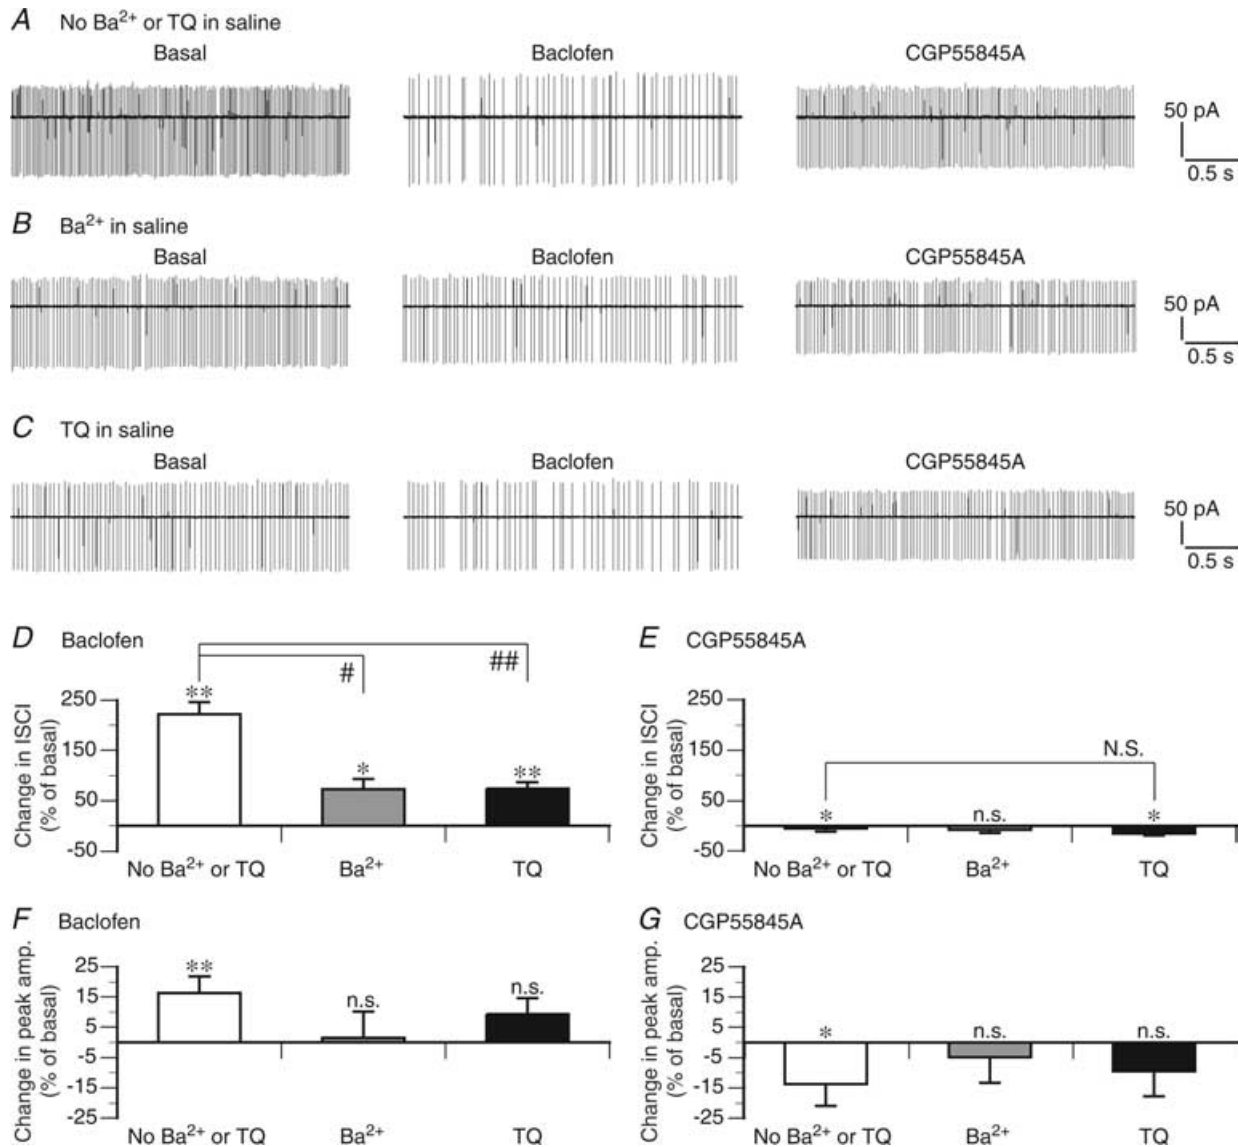 A No Ba²⁺ or TQ in saline
Basal Baclofen CGP55845A
50 pA
0.5 s
B Ba²⁺ in saline
Basal Baclofen CGP55845A
50 pA
0.5 s
C TQ in saline
Basal Baclofen CGP55845A
50 pA
0.5 s
D Baclofen
# ##
Change in ISCI
(% of basal)
250
150
50
-50
** * **
No Ba²⁺ or TQ Ba²⁺ TQ
E CGP55845A
N.S.
Change in ISCI
(% of basal)
250
150
50
-50
* n.s. *
No Ba²⁺ or TQ Ba²⁺ TQ
F Baclofen
Change in peak amp.
(% of basal)
25
15
5
-5
-15
-25
** n.s. n.s.
No Ba²⁺ or TQ Ba²⁺ TQ
G CGP55845A
Change in peak amp.
(% of basal)
25
15
5
-5
-15
-25
* n.s. n.s.
No Ba²⁺ or TQ Ba²⁺ TQ